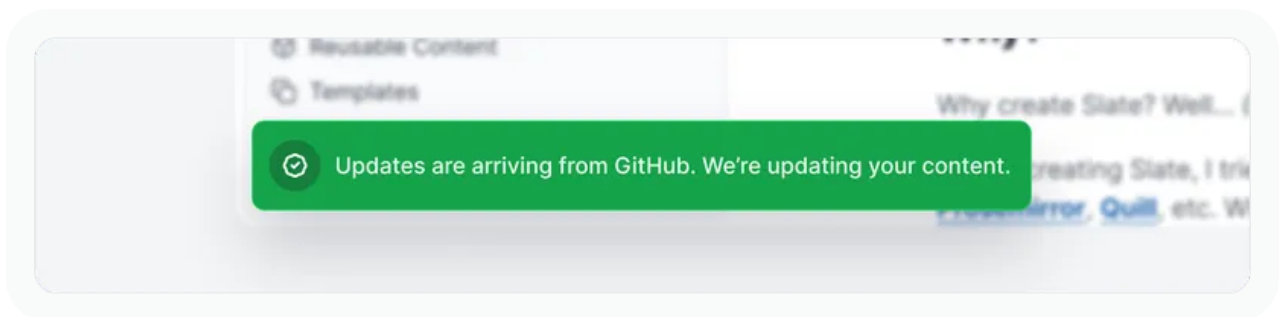 Reusable Content
Templates
Updates are arriving from GitHub. We’re updating your content.
Why?
Why create Slate? Well...
creating Slate, I
Prosemirror, Quill, etc.